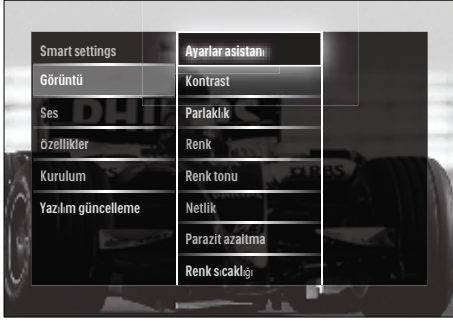 Smart settings
Görüntü
Ses
özellikler
Kurulum
Yazılım güncelleme
Ayarlar asistanı
Kontrast
Parlaklık
Renk
Renk tonu
Netlik
Parazit azaltma
Renk sıcaklığı